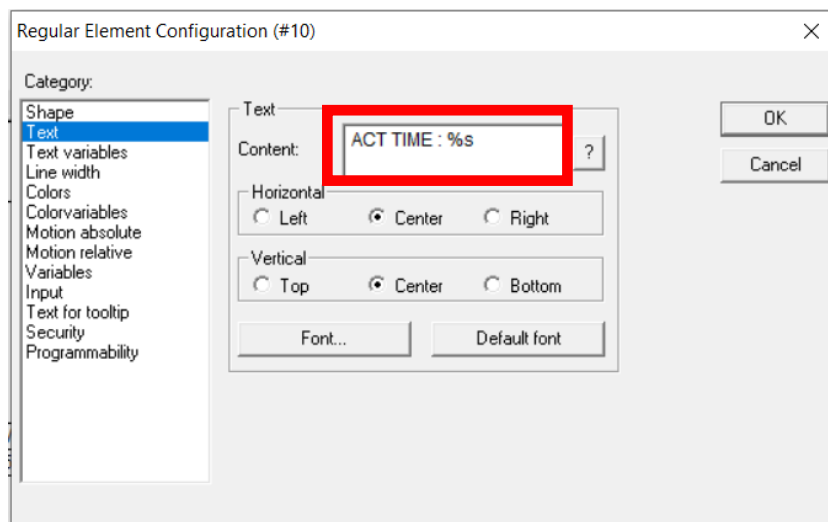 Regular Element Configuration (#10)
Category:
Shape
Text
Text variables
Line width
Colors
Colorvariables
Motion absolute
Motion relative
Variables
Input
Text for tooltip
Security
Programmability
Text
Content:
ACT TIME : %s
?
Horizontal
Left Center Right
Vertical
Top Center Bottom
Font... Default font
OK
Cancel